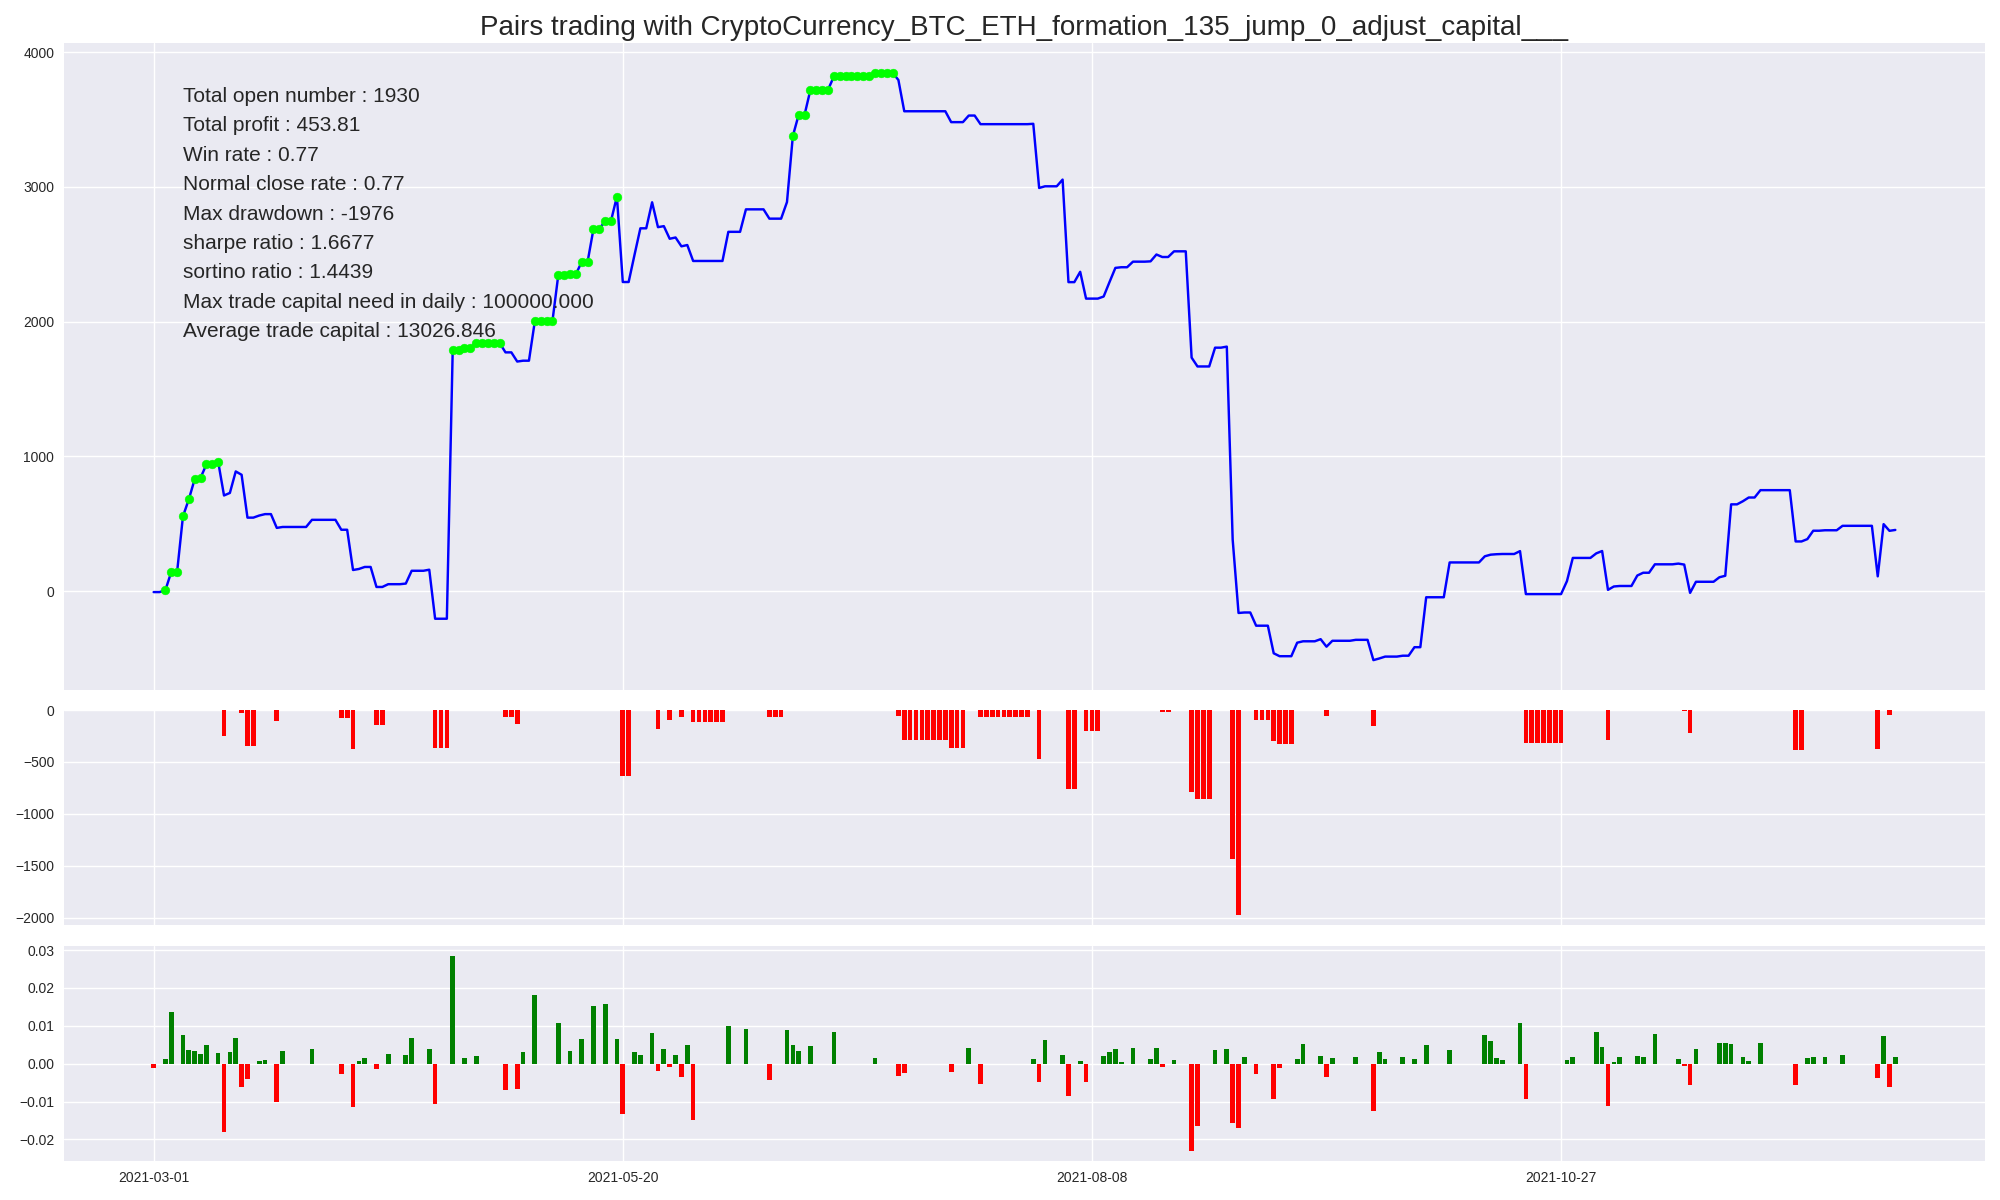 Pairs trading with CryptoCurrency_BTC_ETH_formation_135_jump_0_adjust_capital___
4000
3000
2000
1000
0
Total open number : 1930
Total profit : 453.81
Win rate : 0.77
Normal close rate : 0.77
Max drawdown : -1976
sharpe ratio : 1.6677
sortino ratio : 1.4439
Max trade capital need in daily : 100000.000
Average trade capital : 13026.846
0
−500
−1000
−1500
−2000
0.03
0.02
0.01
0.00
−0.01
−0.02
2021-03-01
2021-05-20
2021-08-08
2021-10-27